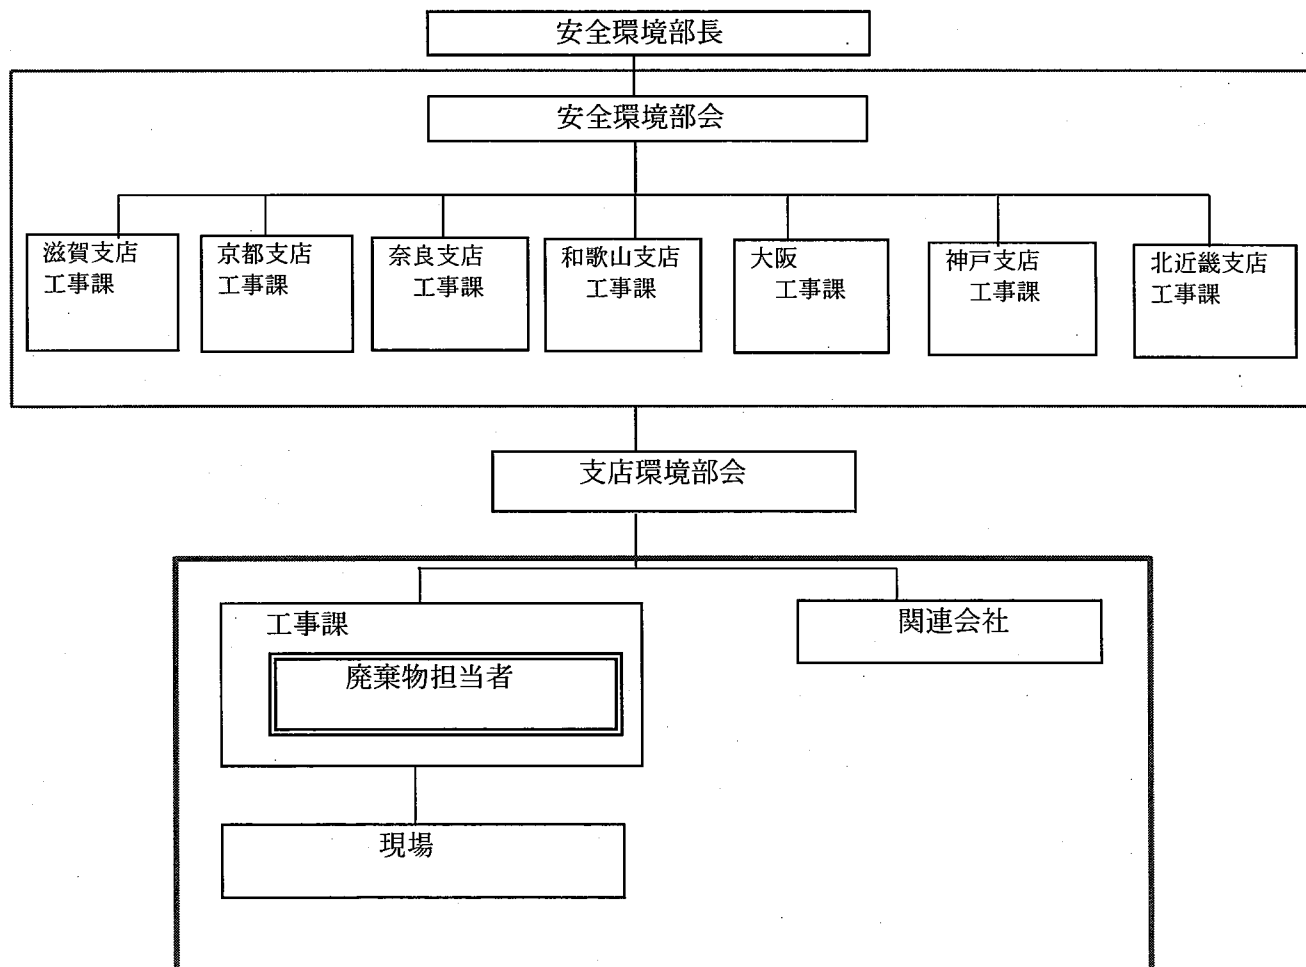 安全環境部長
安全環境部会
滋賀支店
工事課
京都支店
工事課
奈良支店
工事課
和歌山支店
工事課
大阪
工事課
神戸支店
工事課
北近畿支店
工事課
支店環境部会
工事課
廃棄物担当者
関連会社
現場